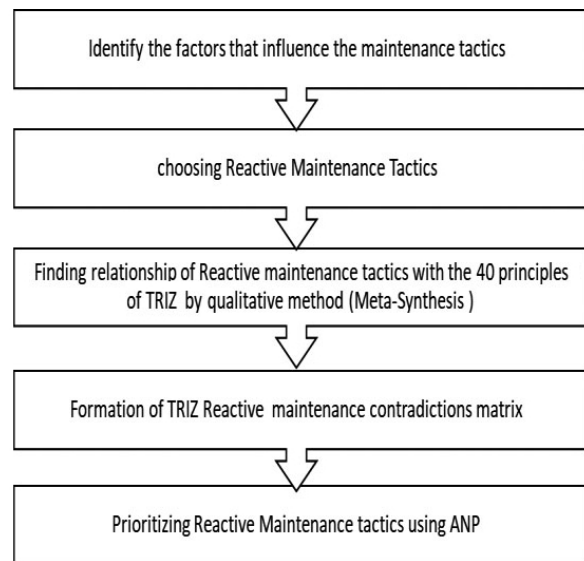 Identify the factors that influence the maintenance tactics
choosing Reactive Maintenance Tactics
Finding relationship of Reactive maintenance tactics with the 40 principles
of TRIZ by qualitative method (Meta-Synthesis )
Formation of TRIZ Reactive maintenance contradictions matrix
Prioritizing Reactive Maintenance tactics using ANP